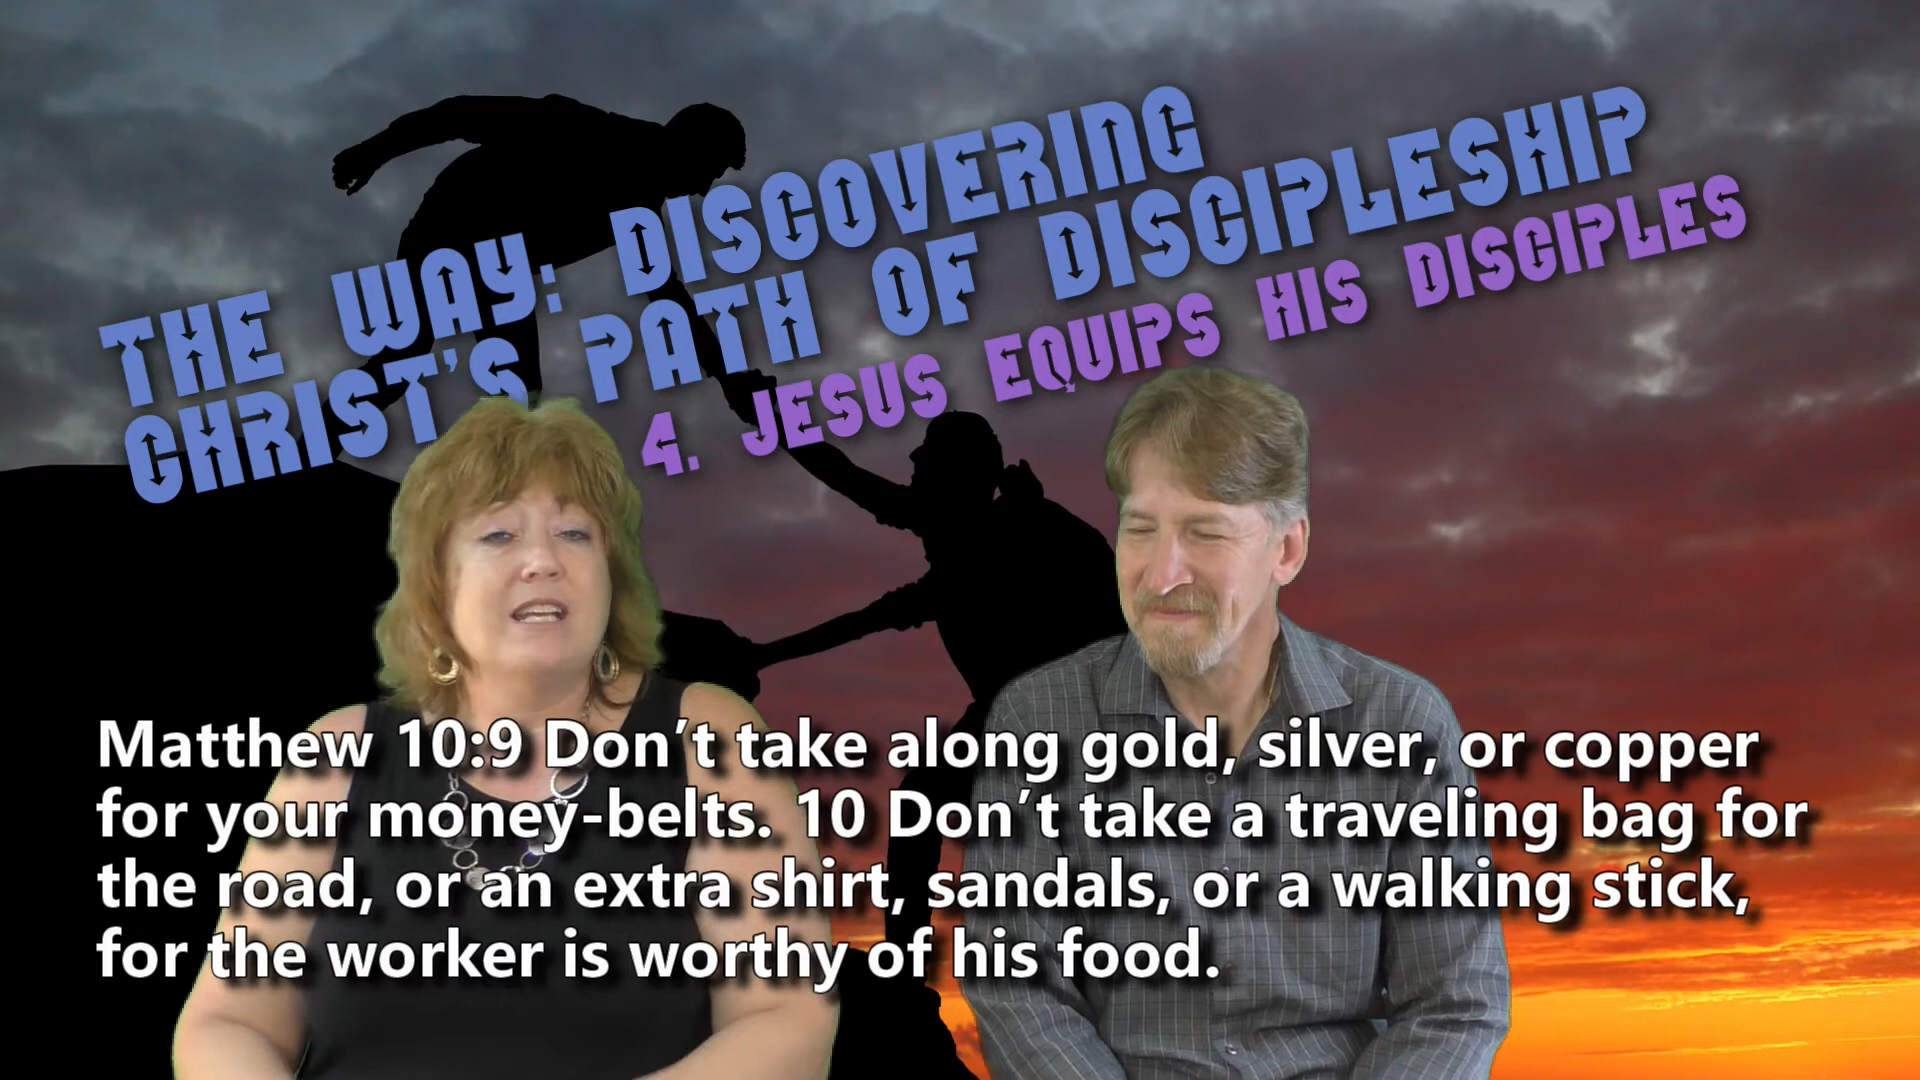 THE WAY: DISCOVERING
CHRIST'S PATH OF DISCIPLESHIP
4. JESUS EQUIPS HIS DISCIPLES
Matthew 10:9 Don’t take along gold, silver, or copper
for your money-belts. 10 Don’t take a traveling bag for
the road, or an extra shirt, sandals, or a walking stick,
for the worker is worthy of his food.